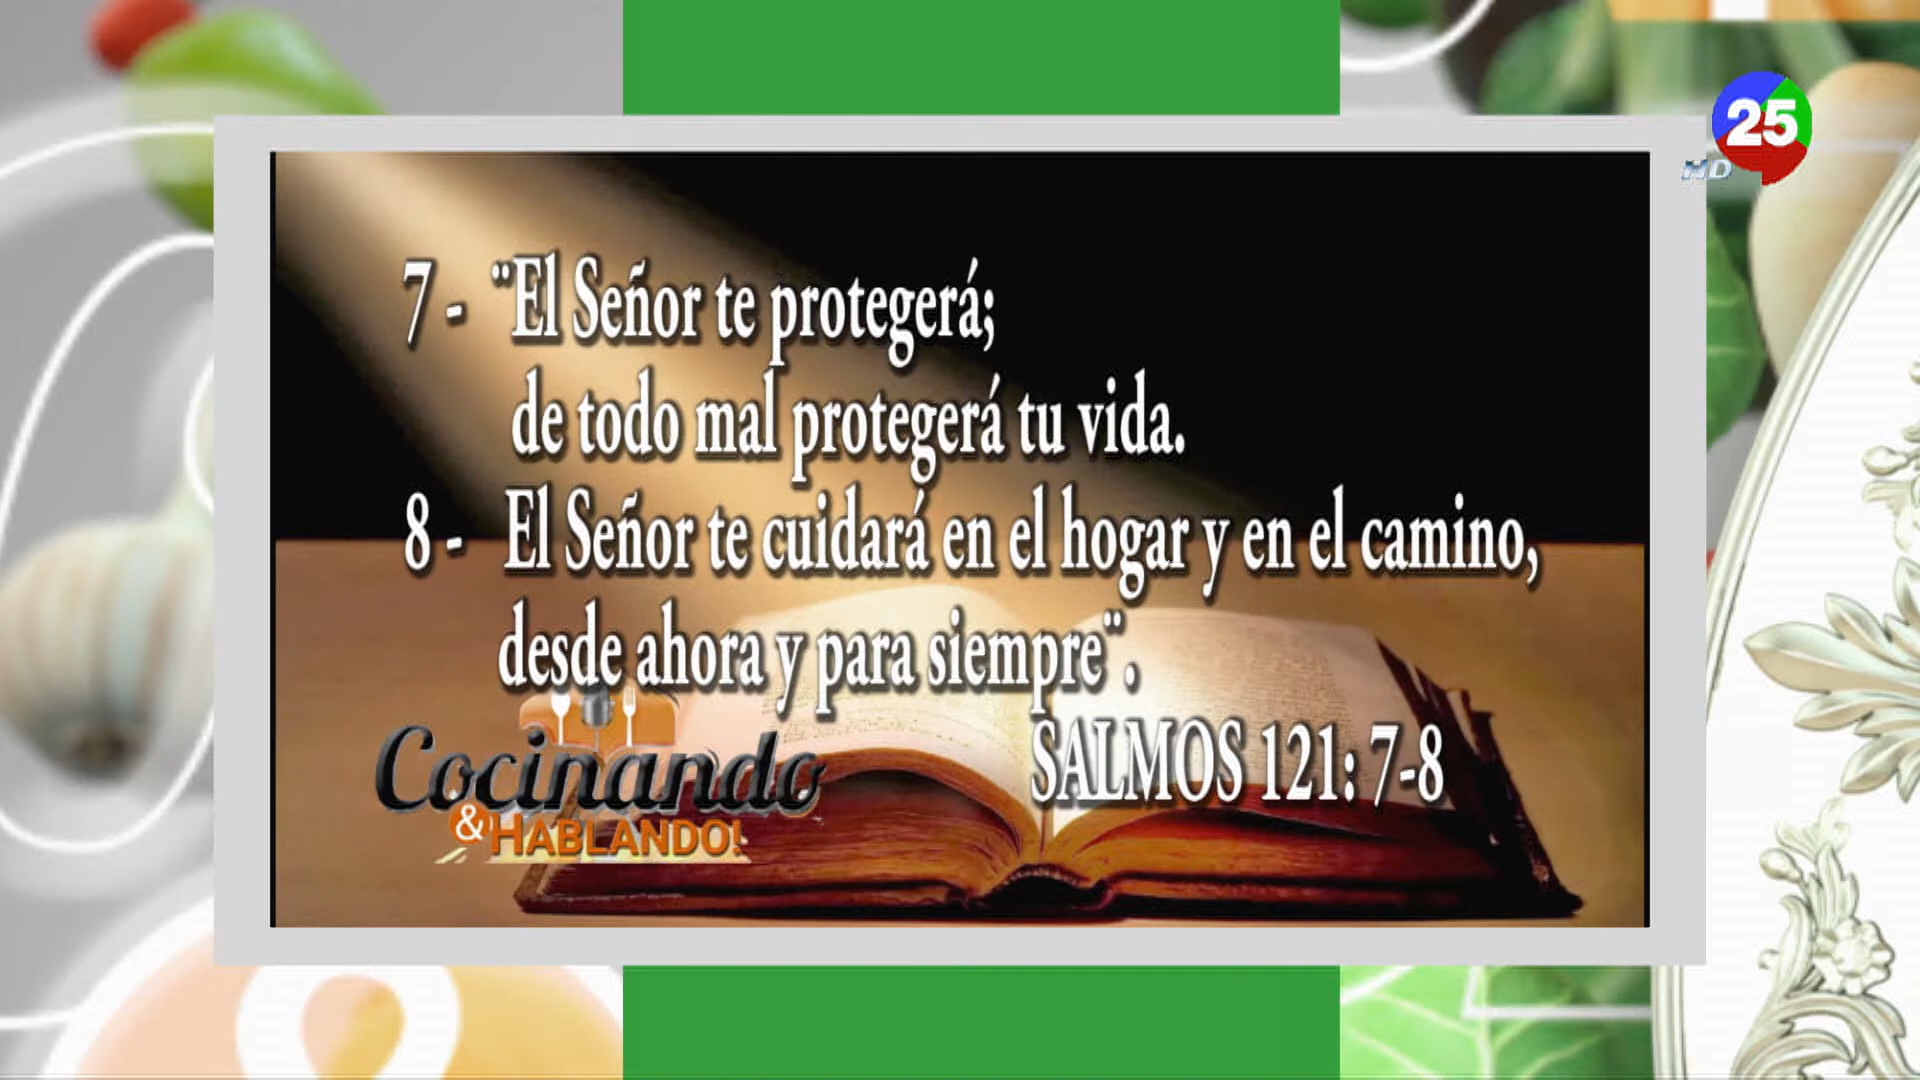 25
HD
7 - ¨El Señor te protegerá;
de todo mal protegerá tu vida.
8 - El Señor te cuidará en el hogar y en el camino,
desde ahora y para siempre¨.
SALMOS 121: 7-8
Cocinando
& HABLANDO!